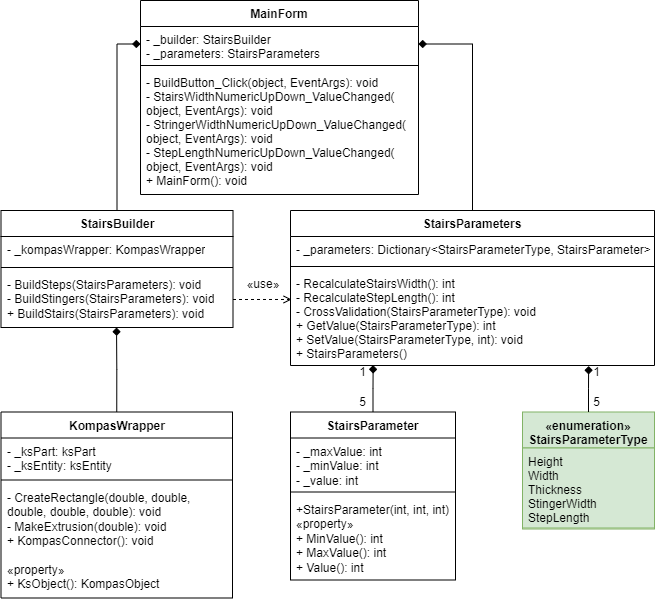 MainForm
- _builder: StairsBuilder
- _parameters: StairsParameters
- BuildButton_Click(object, EventArgs): void
- StairsWidthNumericUpDown_ValueChanged(
object, EventArgs): void
- StringerWidthNumericUpDown_ValueChanged(
object, EventArgs): void
- StepLengthNumericUpDown_ValueChanged(
object, EventArgs): void
+ MainForm(): void
StairsBuilder
- _kompasWrapper: KompasWrapper
- BuildSteps(StairsParameters): void
- BuildStingers(StairsParameters): void
+ BuildStairs(StairsParameters): void
«use»
StairsParameters
- _parameters: Dictionary<StairsParameterType, StairsParameter>
- RecalculateStairsWidth(): int
- RecalculateStepLength(): int
- CrossValidation(StairsParameterType): void
+ GetValue(StairsParameterType): int
+ SetValue(StairsParameterType, int): void
+ StairsParameters()
1
5
1
5
KompasWrapper
- _ksPart: ksPart
- _ksEntity: ksEntity
- CreateRectangle(double, double,
double, double, double): void
- MakeExtrusion(double): void
+ KompasConnector(): void
«property»
+ KsObject(): KompasObject
StairsParameter
- _maxValue: int
- _minValue: int
- _value: int
+StairsParameter(int, int, int)
«property»
+ MinValue(): int
+ MaxValue(): int
+ Value(): int
«enumeration»
StairsParameterType
Height
Width
Thickness
StingerWidth
StepLength